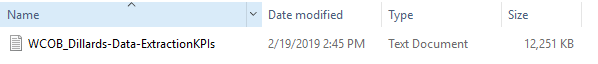 Name Date modified Type Size
WCOB_Dillards-Data-ExtractionKPIs 2/19/2019 2:45 PM Text Document 12,251 KB